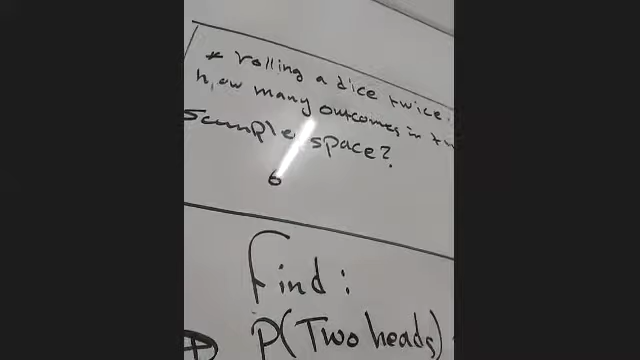 * rolling a dice twice.
how many outcomes in
sample space?
6
Find:
P(Two heads)